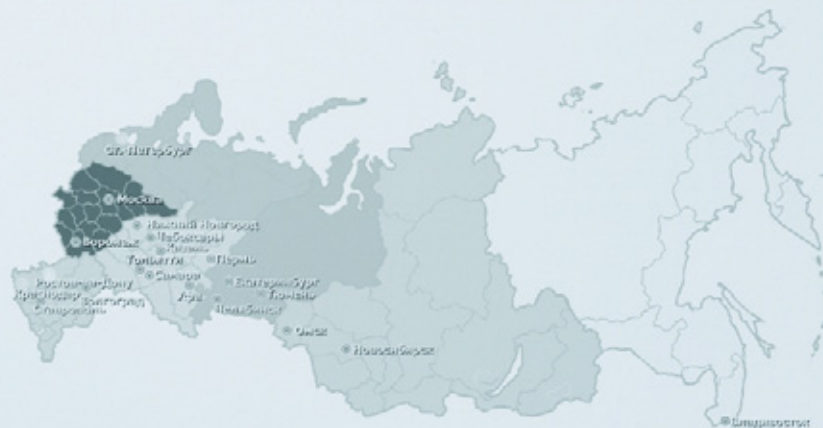 Ст.-Петербург
Москва
Нижний Новгород
Воронеж
Чебоксары
Казань
Тольятти
Пермь
Самара
Ростов-на-Дону
Екатеринбург
Краснодар
Волгоград
Уфа
Тюмень
Ставрополь
Челябинск
Омск
Новосибирск
Владивосток